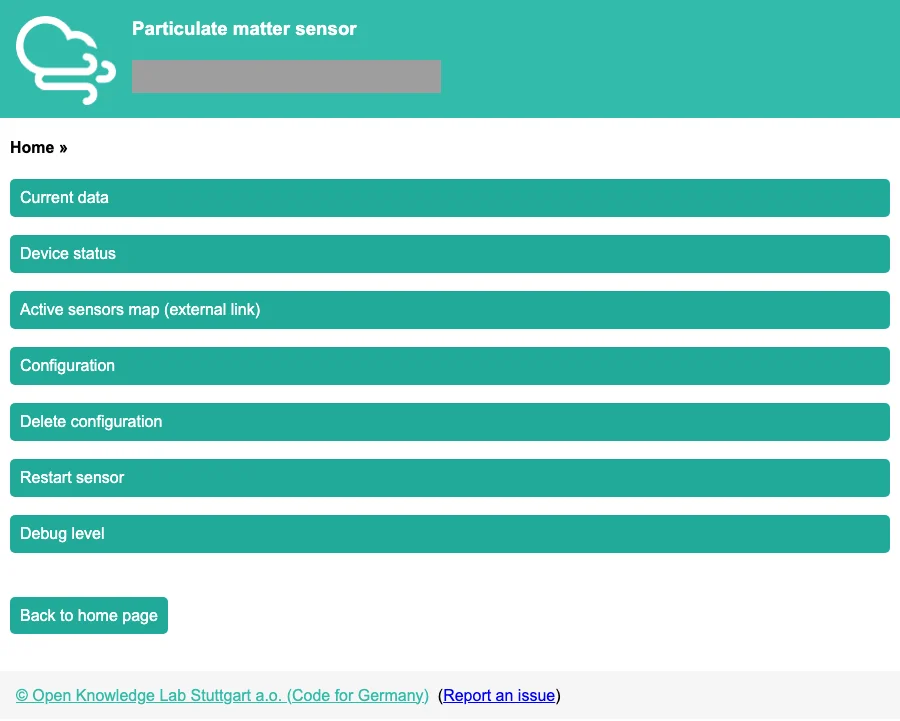 Particulate matter sensor
Home »
Current data
Device status
Active sensors map (external link)
Configuration
Delete configuration
Restart sensor
Debug level
Back to home page
© Open Knowledge Lab Stuttgart a.o. (Code for Germany) (Report an issue)